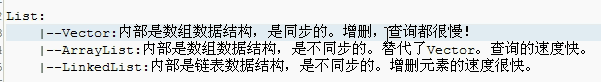 List:
|--Vector:内部是数组数据结构，是同步的。增删，查询都很慢！
|--ArrayList:内部是数组数据结构，是不同步的。替代了Vector。查询的速度快。
|--LinkedList:内部是链表数据结构，是不同步的。增删元素的速度很快。